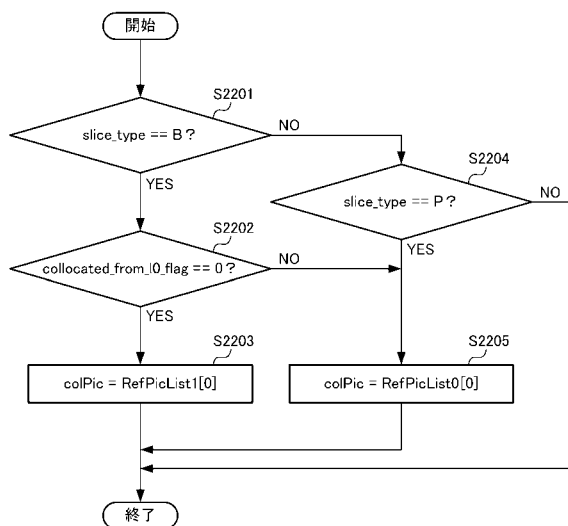 開始
S2201
slice_type == B?
NO
YES
S2204
slice_type == P?
NO
YES
S2202
collocated_from_l0_flag == 0?
NO
YES
S2203
colPic = RefPicList1[0]
S2205
colPic = RefPicList0[0]
終了